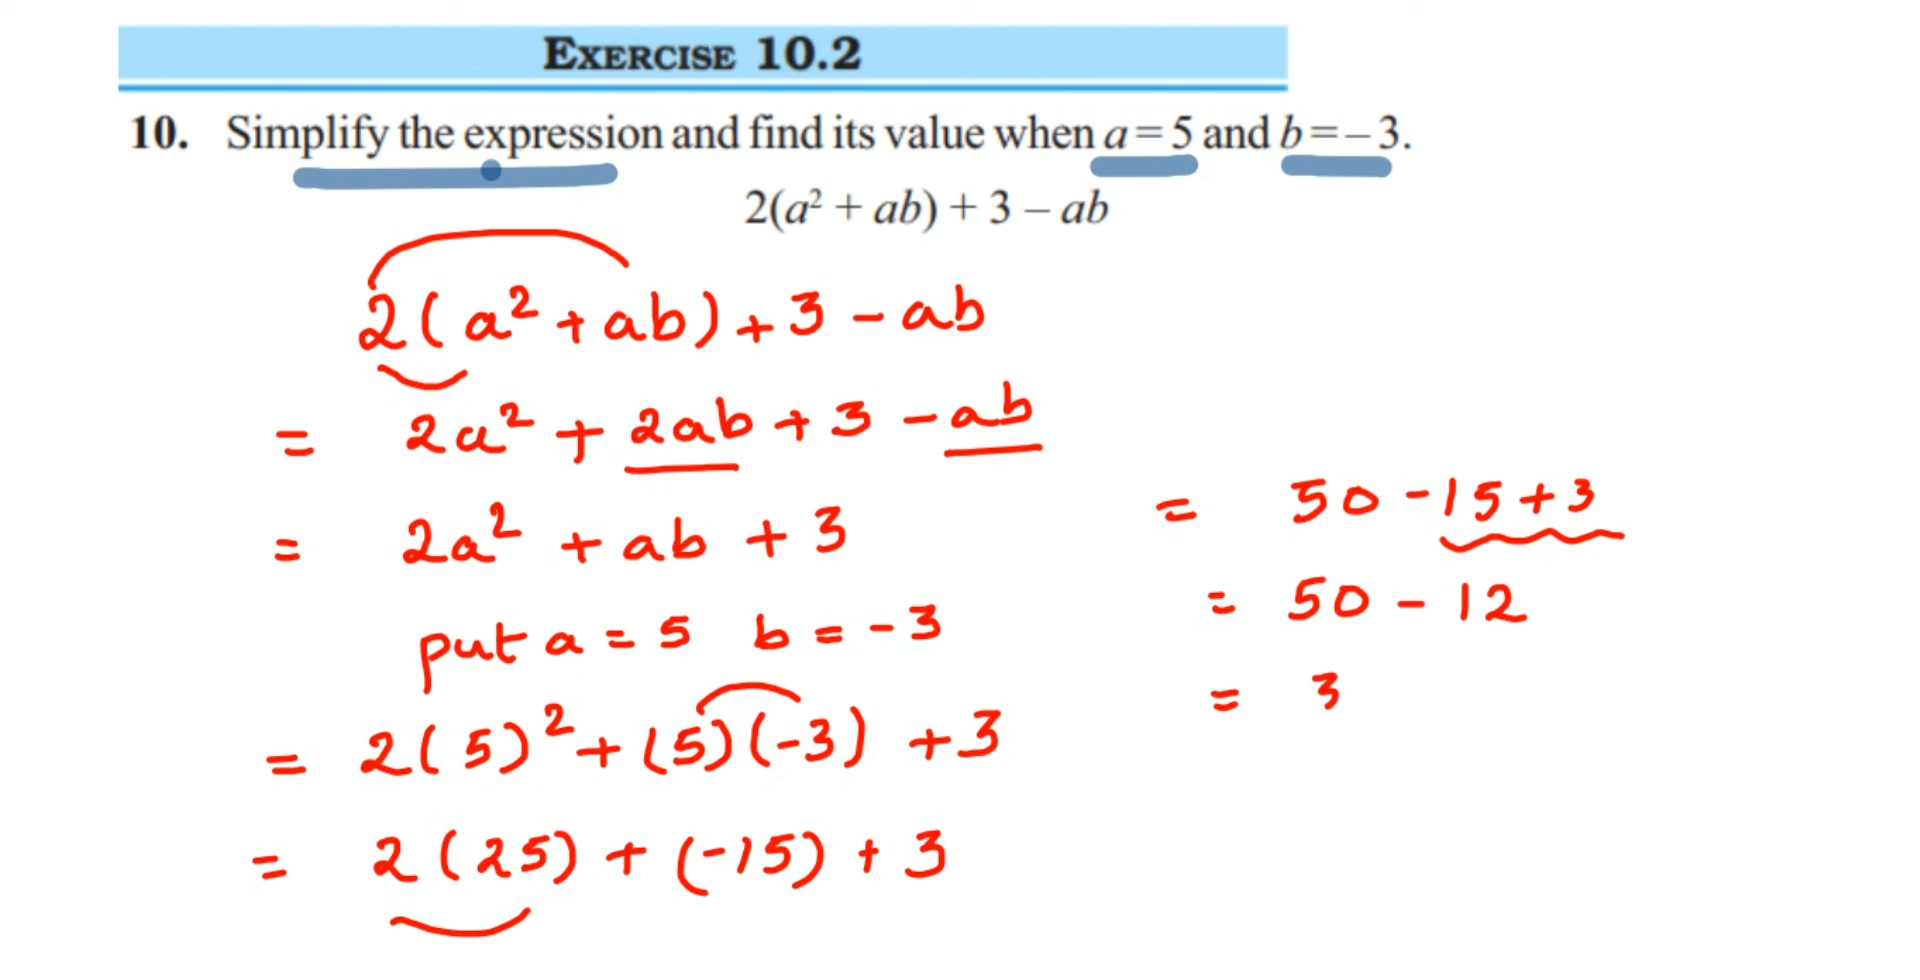 EXERCISE 10.2
10. Simplify the expression and find its value when a = 5 and b = – 3.
2(a² + ab) + 3 – ab
2(a² + ab) + 3 - ab
= 2a² + 2ab + 3 - ab
= 2a² + ab + 3
put a = 5 b = -3
= 2(5)² + (5)(-3) + 3
= 2(25) + (-15) + 3
= 50 - 15 + 3
= 50 - 12
= 3